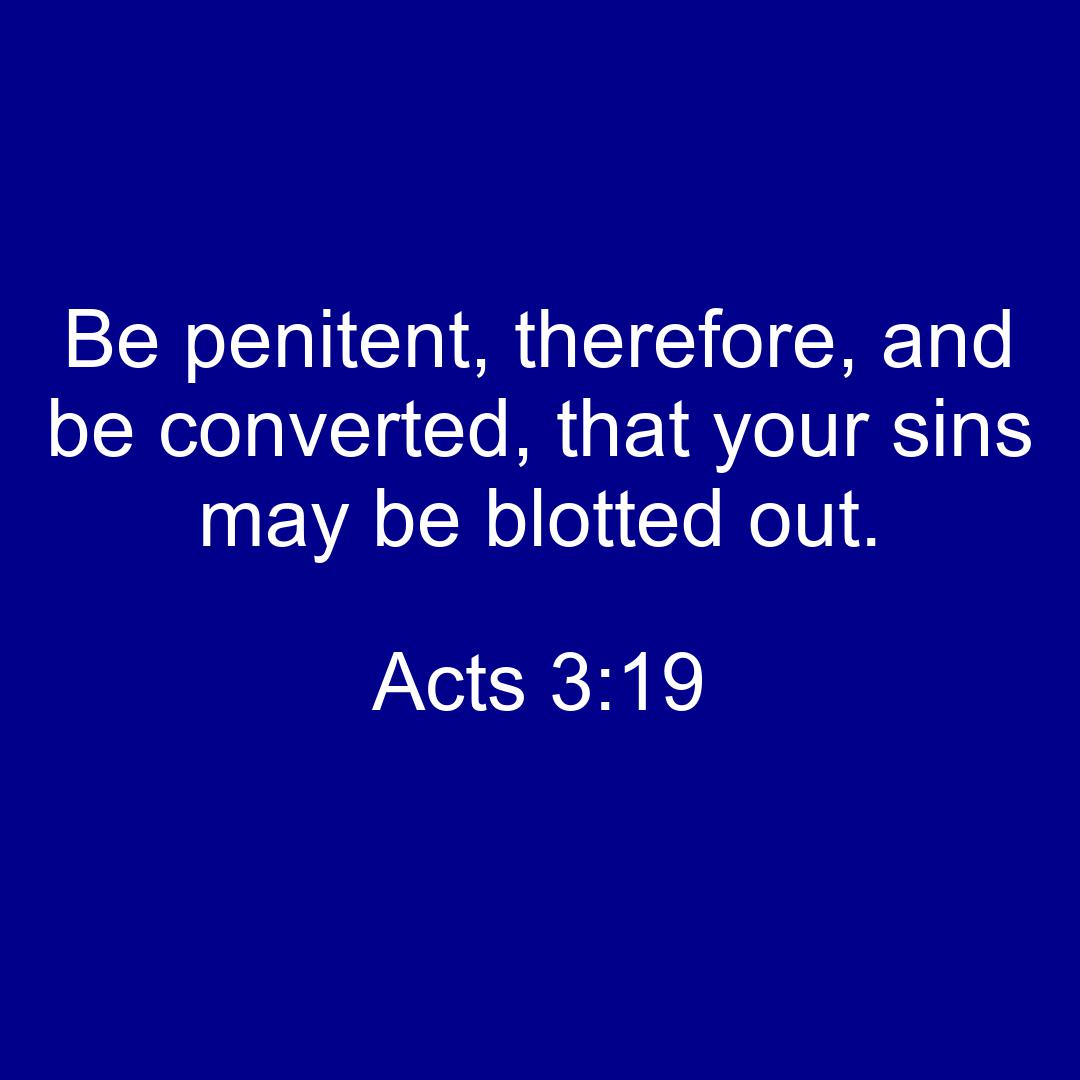 Be penitent, therefore, and
be converted, that your sins
may be blotted out.
Acts 3:19